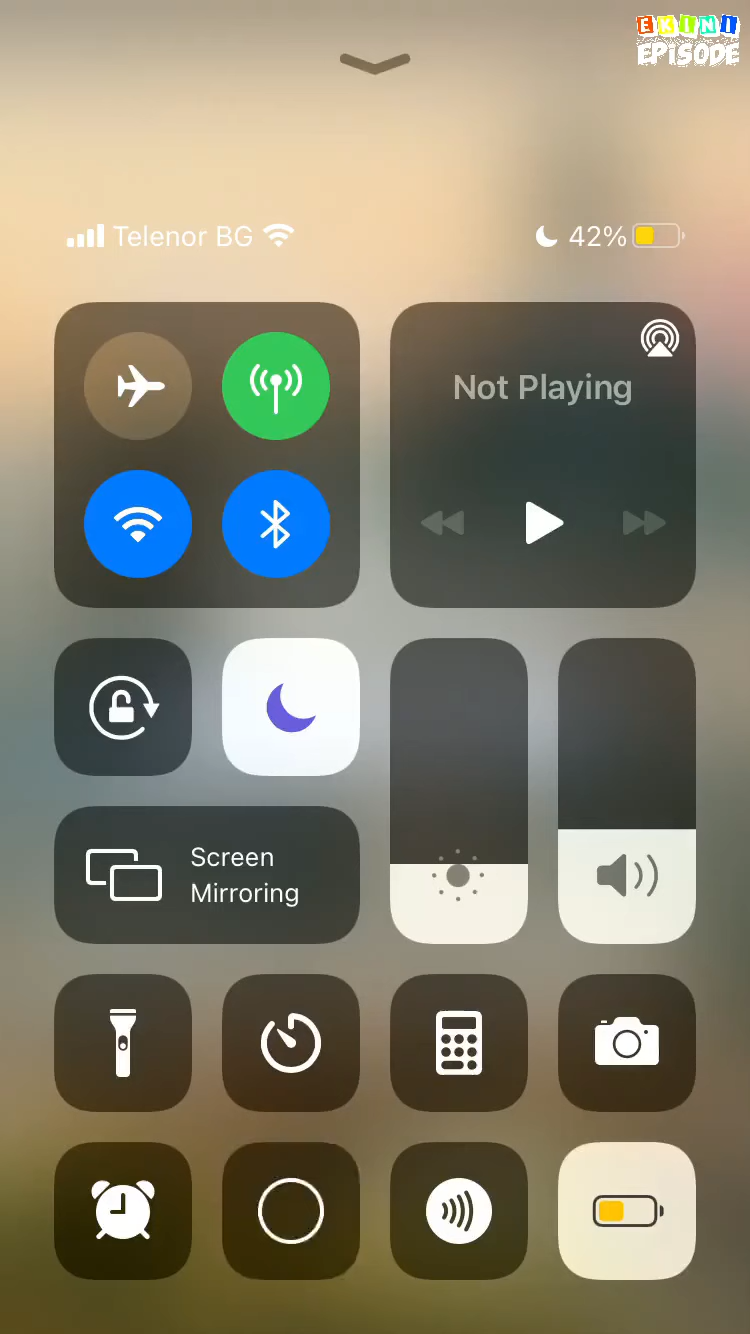 EKINI
EPISODE
Telenor BG
42%
Not Playing
Screen
Mirroring